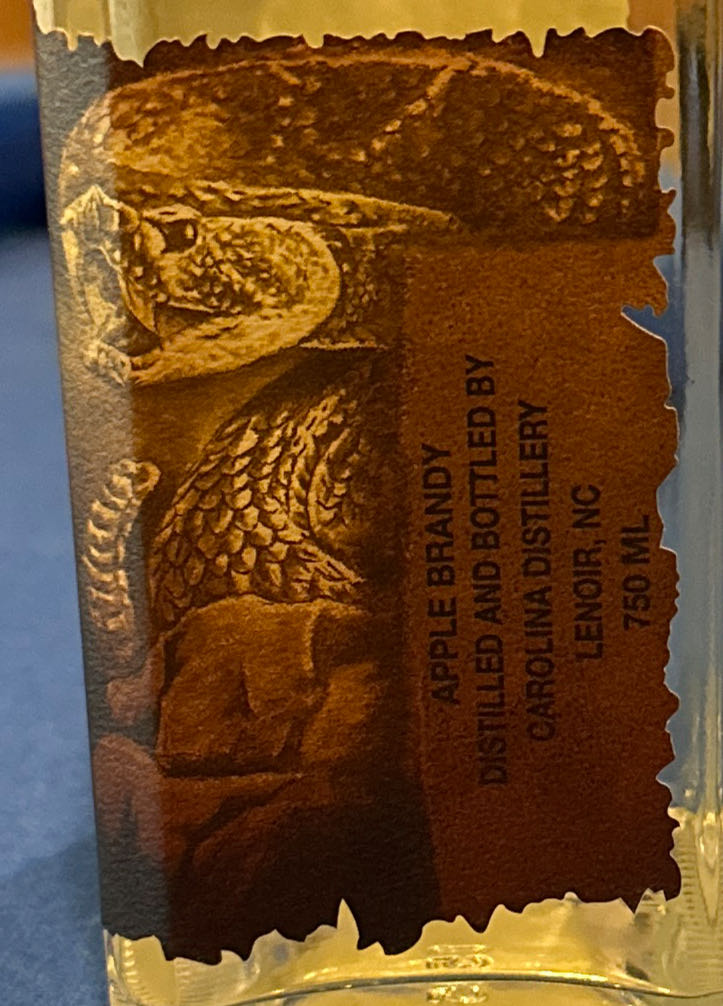 APPLE BRANDY
DISTILLED AND BOTTLED BY
CAROLINA DISTILLERY
LENOIR, NC
750 ML